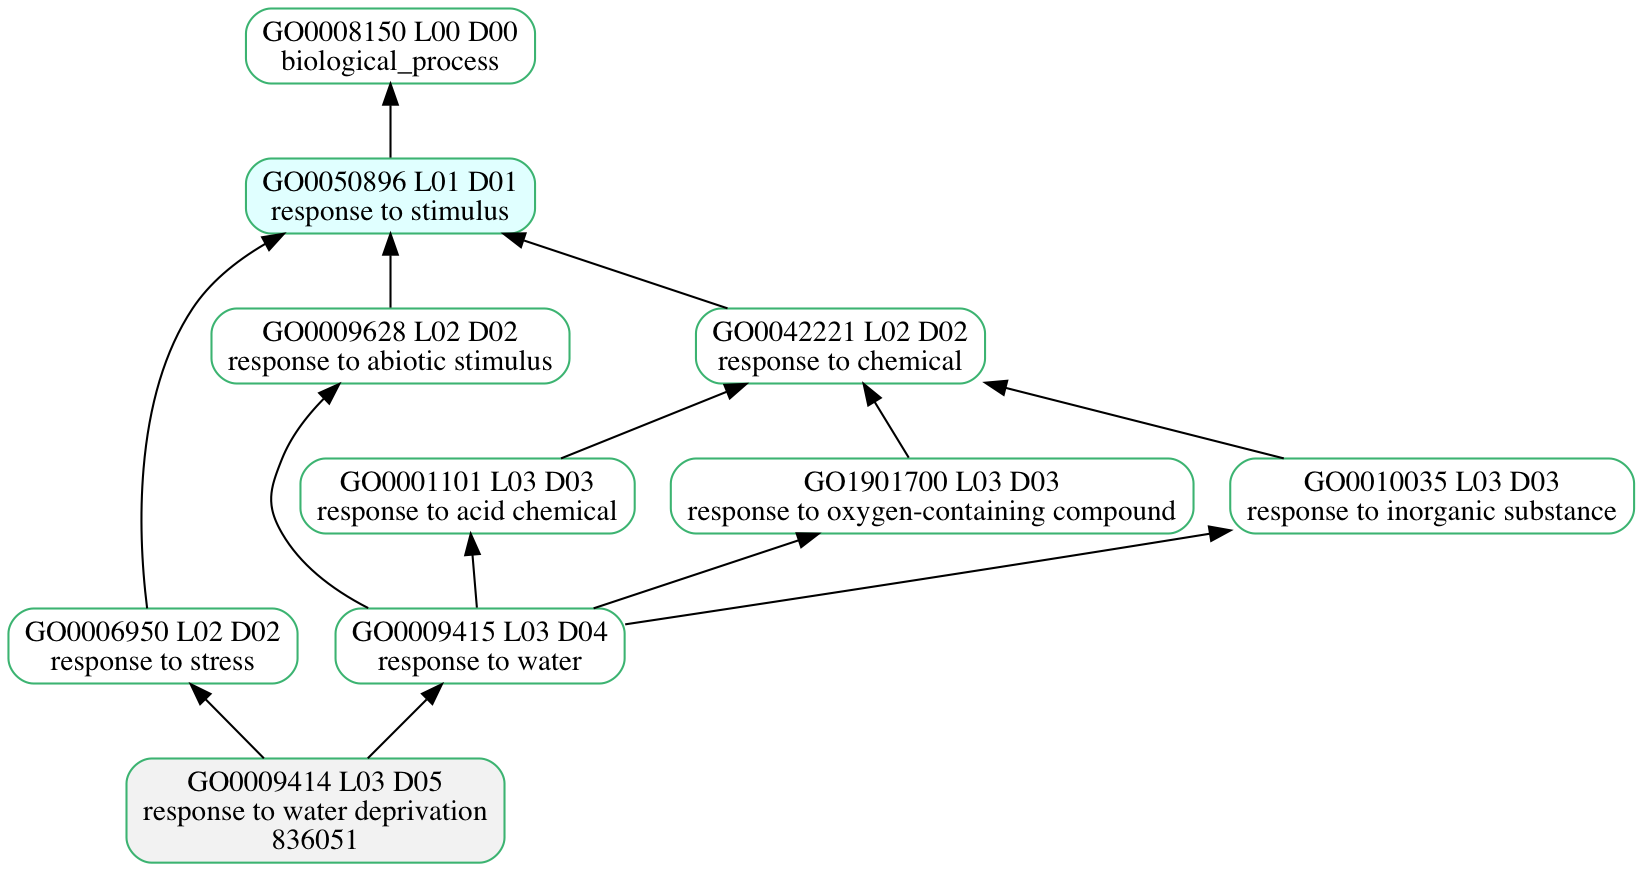 GO0008150 L00 D00
biological_process
GO0050896 L01 D01
response to stimulus
GO0009628 L02 D02
response to abiotic stimulus
GO0042221 L02 D02
response to chemical
GO0001101 L03 D03
response to acid chemical
GO1901700 L03 D03
response to oxygen-containing compound
GO0010035 L03 D03
response to inorganic substance
GO0006950 L02 D02
response to stress
GO0009415 L03 D04
response to water
GO0009414 L03 D05
response to water deprivation
836051